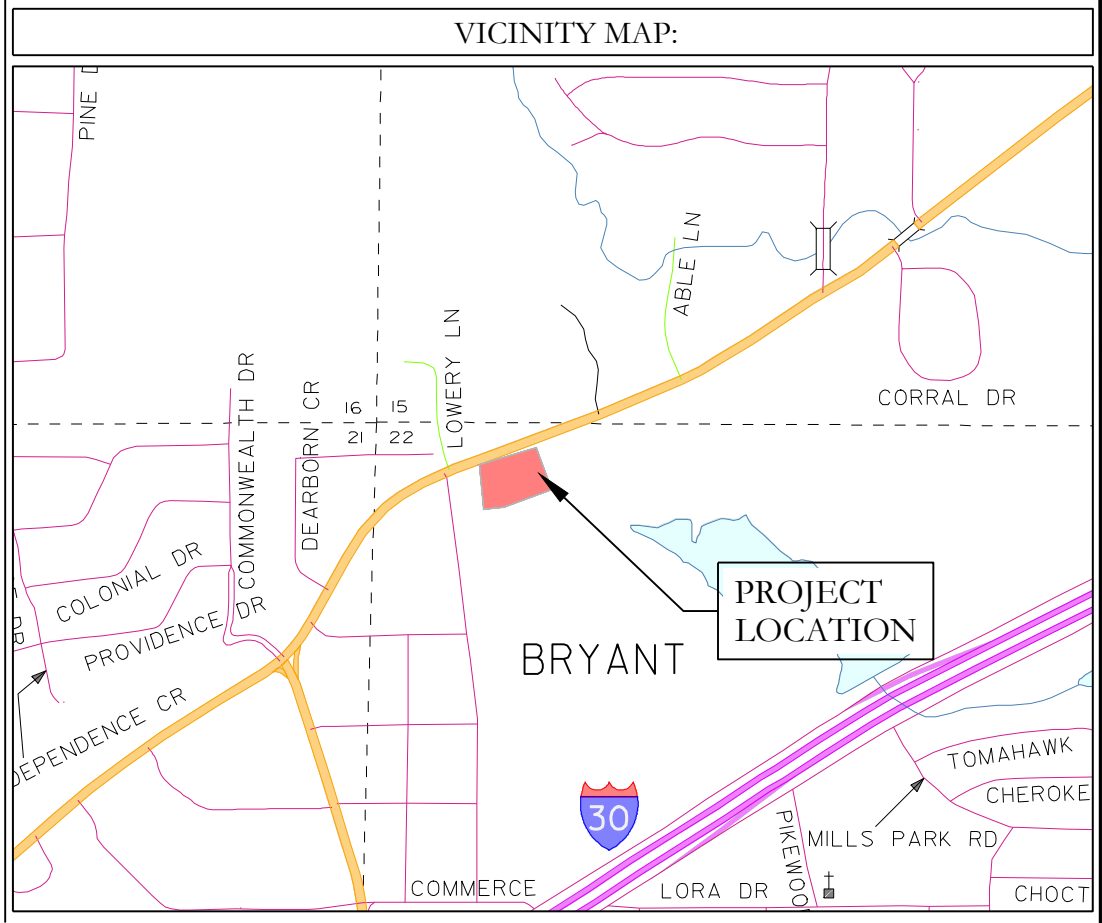 VICINITY MAP:
PINE D
ABLE LN
LOWERY LN
CORRAL DR
COMMONWEALTH DR
DEARBORN CR
16 15
21 22
COLONIAL DR
PROVIDENCE DR
DR
DEPENDENCE CR
PROJECT
LOCATION
BRYANT
30
TOMAHAWK
CHEROKE
MILLS PARK RD
PIKEWOO
COMMERCE
LORA DR
CHOCT